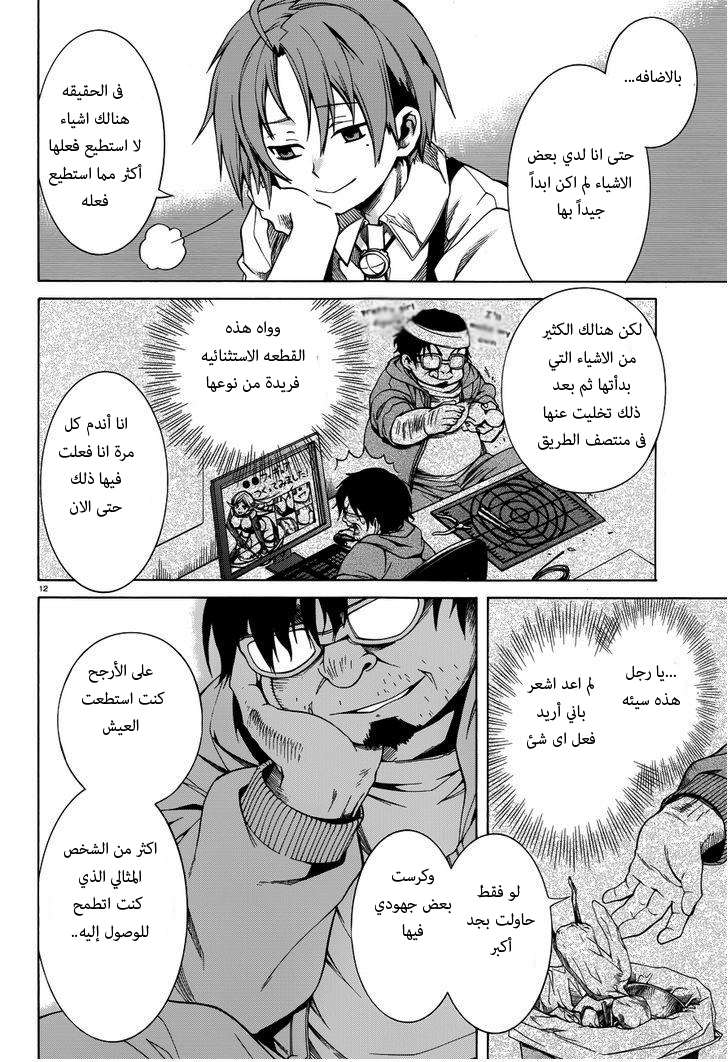 بالاضافه...
حتى انا لدي بعض
الاشياء لم اكن ابداً
جيداً بها
فى الحقيقه
هنالك اشياء
لا استطيع فعلها
أكثر مما استطيع
فعله
لكن هنالك الكثير
من الاشياء التي
بدأتها ثم بعد
ذلك تخليت عنها
فى منتصف الطريق
وواه هذه
القطعه الاستثنائيه
فريدة من نوعها
انا أندم كل
مرة انا فعلت
فيها ذلك
حتى الان
12
...يا رجل
هذه سيئه
لم اعد اشعر
باني أريد
فعل اى شئ
لو فقط
حاولت بجد
أكبر
وكرست
بعض جهودي
فيها
على الأرجح
كنت استطعت
العيش
اكثر من الشخص
المثالي الذي
كنت اتطمح
للوصول إليه..